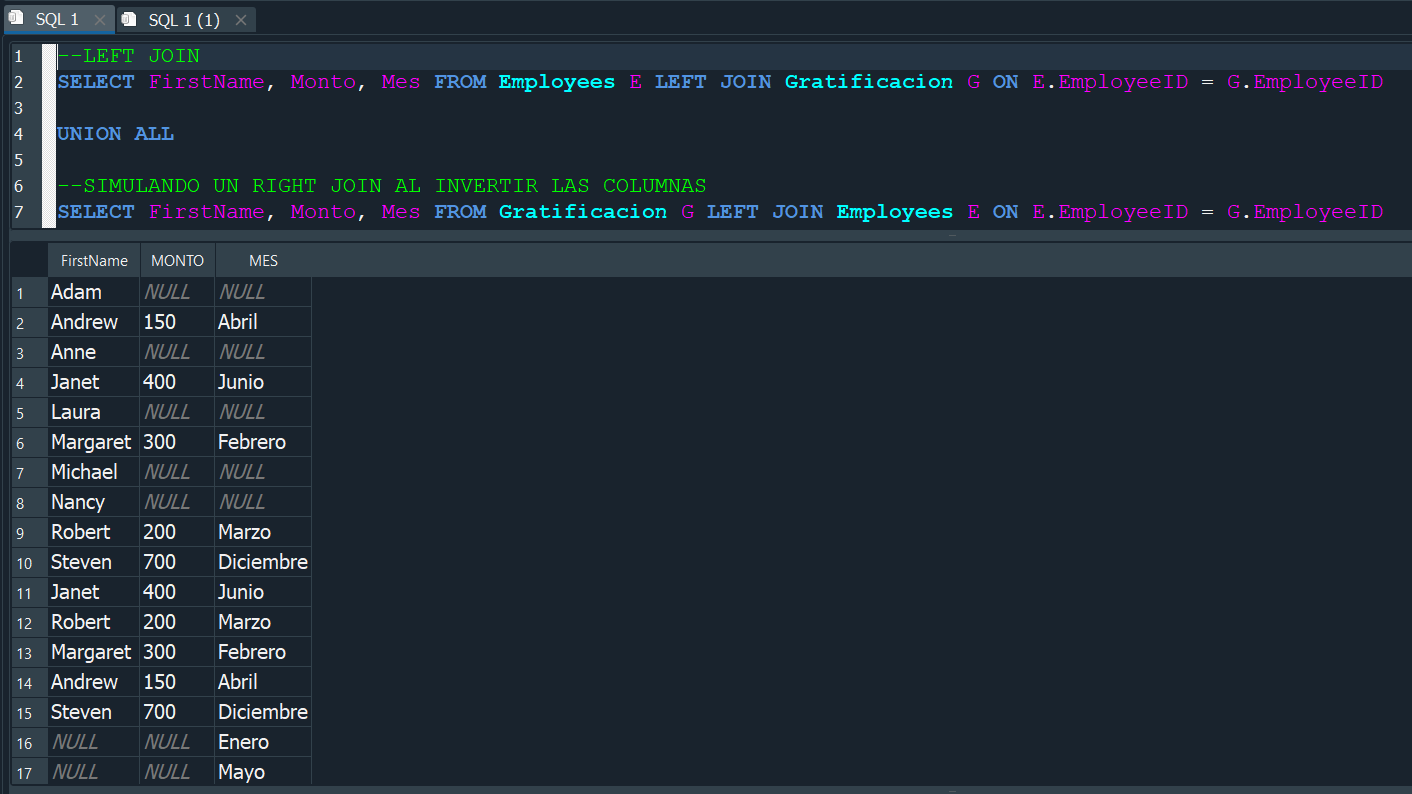 SQL 1 SQL 1 (1)
1 --LEFT JOIN
2 SELECT FirstName, Monto, Mes FROM Employees E LEFT JOIN Gratificacion G ON E.EmployeeID = G.EmployeeID
3
4 UNION ALL
5
6 --SIMULANDO UN RIGHT JOIN AL INVERTIR LAS COLUMNAS
7 SELECT FirstName, Monto, Mes FROM Gratificacion G LEFT JOIN Employees E ON E.EmployeeID = G.EmployeeID
FirstName MONTO MES
1 Adam NULL NULL
2 Andrew 150 Abril
3 Anne NULL NULL
4 Janet 400 Junio
5 Laura NULL NULL
6 Margaret 300 Febrero
7 Michael NULL NULL
8 Nancy NULL NULL
9 Robert 200 Marzo
10 Steven 700 Diciembre
11 Janet 400 Junio
12 Robert 200 Marzo
13 Margaret 300 Febrero
14 Andrew 150 Abril
15 Steven 700 Diciembre
16 NULL NULL Enero
17 NULL NULL Mayo